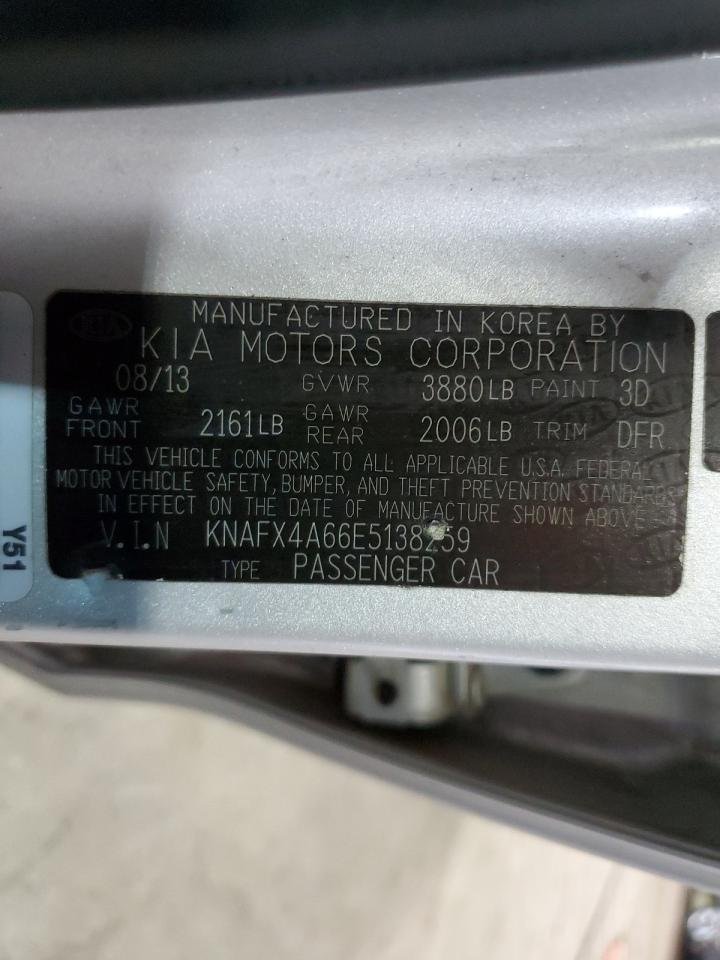 KIA
MANUFACTURED IN KOREA BY
KIA MOTORS CORPORATION
08/13 GVWR 3880LB PAINT 3D
GAWR FRONT 2161LB GAWR REAR 2006LB TRIM DFR
THIS VEHICLE CONFORMS TO ALL APPLICABLE U.S.A. FEDERAL
MOTOR VEHICLE SAFETY, BUMPER, AND THEFT PREVENTION STANDARDS
IN EFFECT ON THE DATE OF MANUFACTURE SHOWN ABOVE
V.I.N KNAFX4A66E5138259
TYPE PASSENGER CAR
Y51